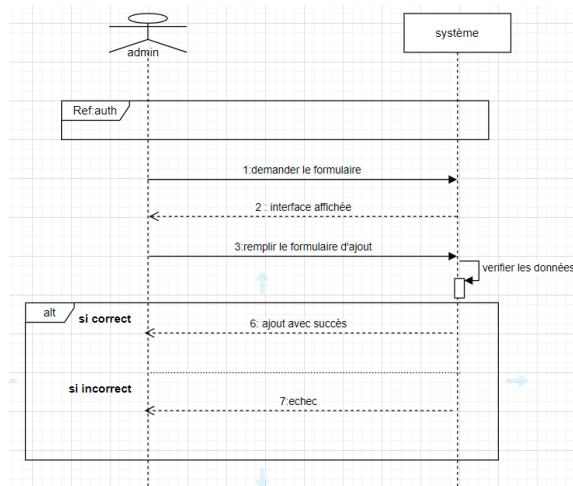 admin
système
Ref:auth
1:demander le formulaire
2 : interface affichée
3:remplir le formulaire d'ajout
verifier les données
alt
si correct
6: ajout avec succès
si incorrect
7:echec